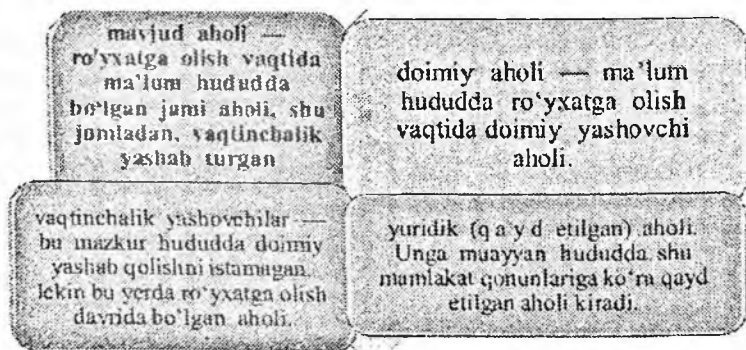 mavjud aholi —
ro'yxatga olish vaqtida
ma'lum hududda
bo'lgan jami aholi, shu
jumladan, vaqtinchalik
yashab turgan
doimiy aholi — ma'lum
hududda ro'yxatga olish
vaqtida doimiy yashovchi
aholi.
vaqtinchalik yashovchilar —
bu mazkur hududda doimiy
yashab qolishni istamagan,
lekin bu yerda ro'yxatga olish
davrida bo'lgan aholi.
yuridik (q a y d etilgan) aholi.
Unga muayyan hududda shu
mamlakat qonunlariga ko'ra qayd
etilgan aholi kiradi.